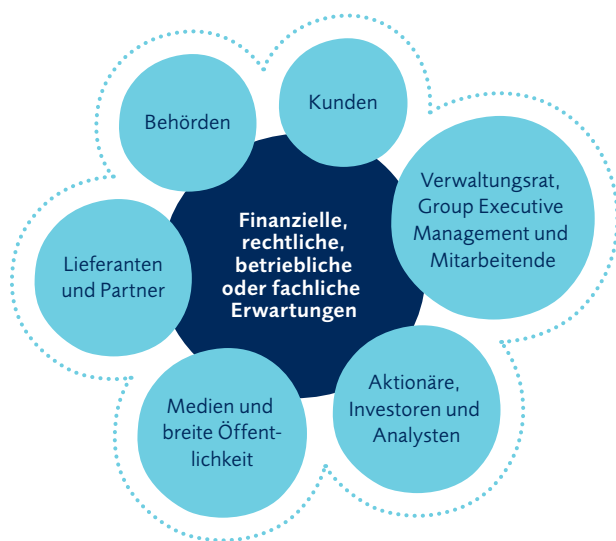 Kunden
Behörden
Verwaltungsrat,
Group Executive
Management und
Mitarbeitende
Finanzielle,
rechtliche,
betriebliche
oder fachliche
Erwartungen
Lieferanten
und Partner
Aktionäre,
Investoren und
Analysten
Medien und
breite Öffent-
lichkeit